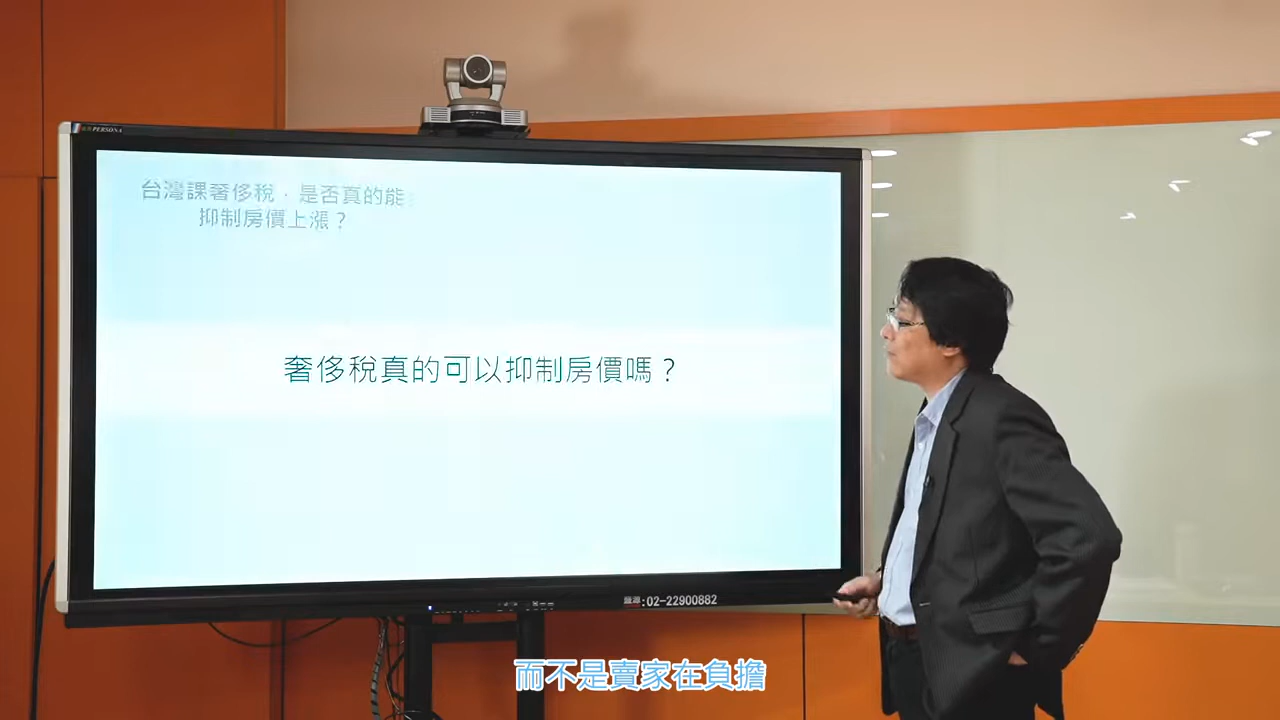 PERSONA
台灣課奢侈稅，是否真的能
抑制房價上漲？
奢侈稅真的可以抑制房價嗎？
:02-22900882
而不是賣家在負擔